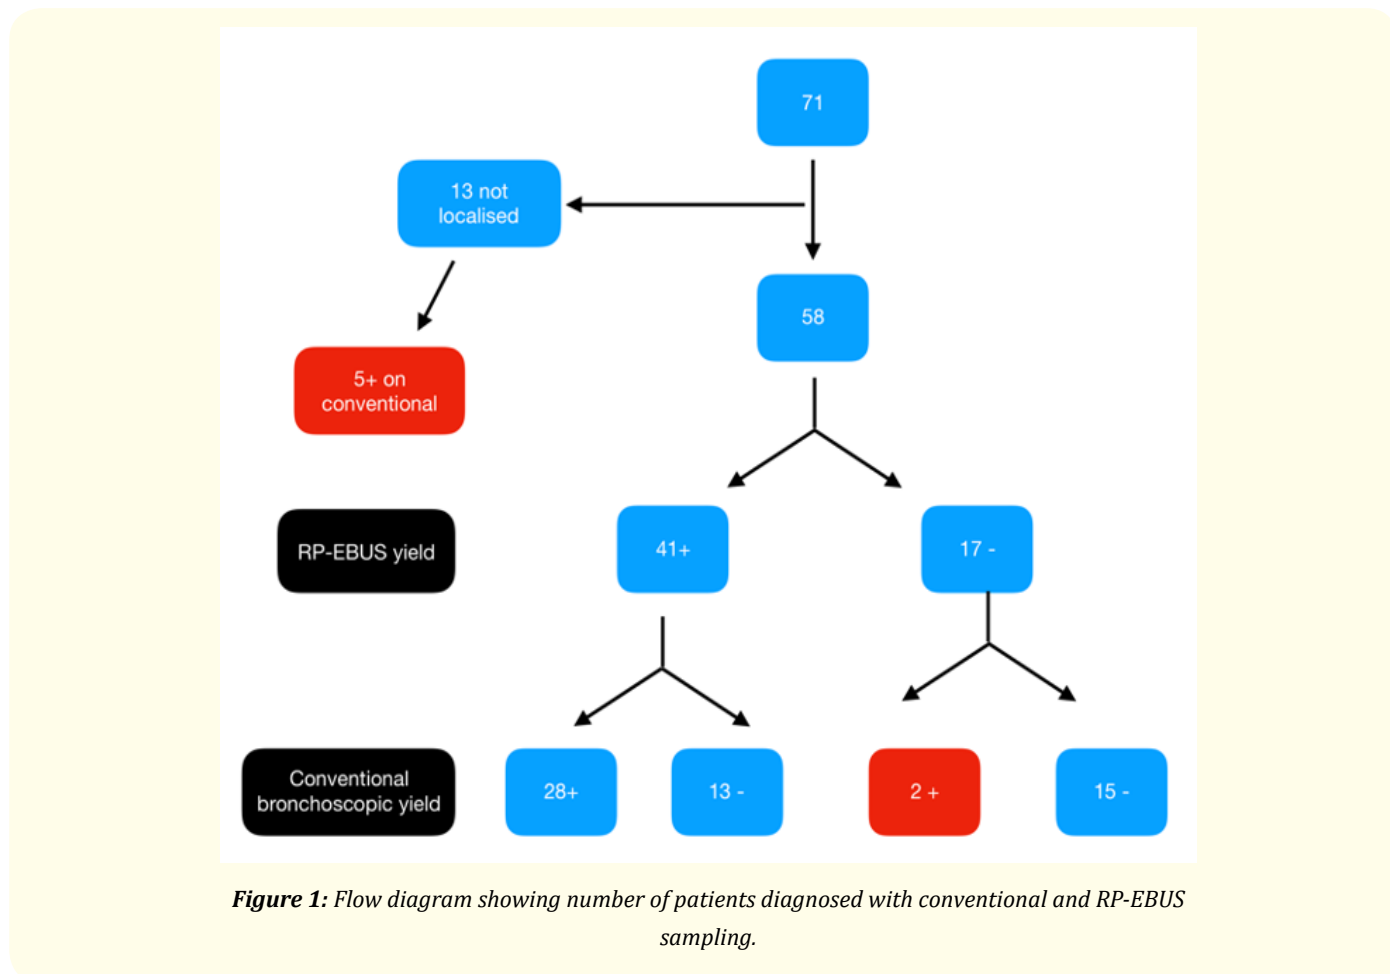 71
13 not
localised
58
5+ on
conventional
RP-EBUS yield
41+
17 -
Conventional
bronchoscopic yield
28+
13 -
2 +
15 -
Figure 1: Flow diagram showing number of patients diagnosed with conventional and RP-EBUS
sampling.